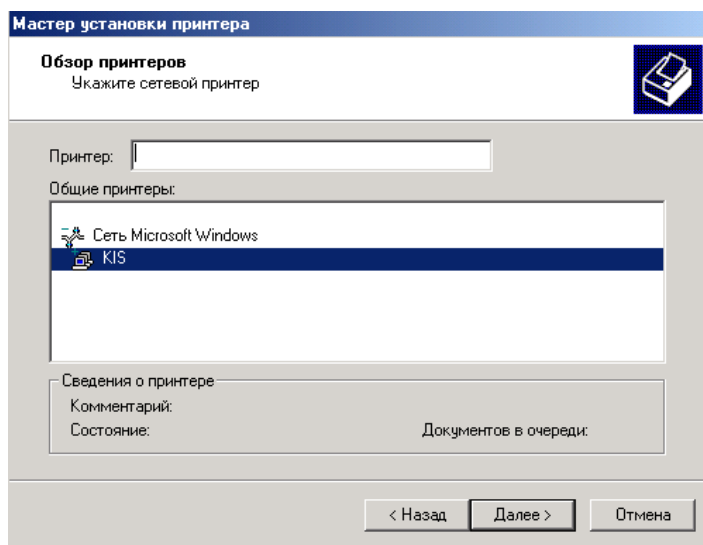 Мастер установки принтера
Обзор принтеров
Укажите сетевой принтер
Принтер:
Общие принтеры:
Сеть Microsoft Windows
KIS
Сведения о принтере
Комментарий:
Состояние: Документов в очереди:
< Назад Далее > Отмена